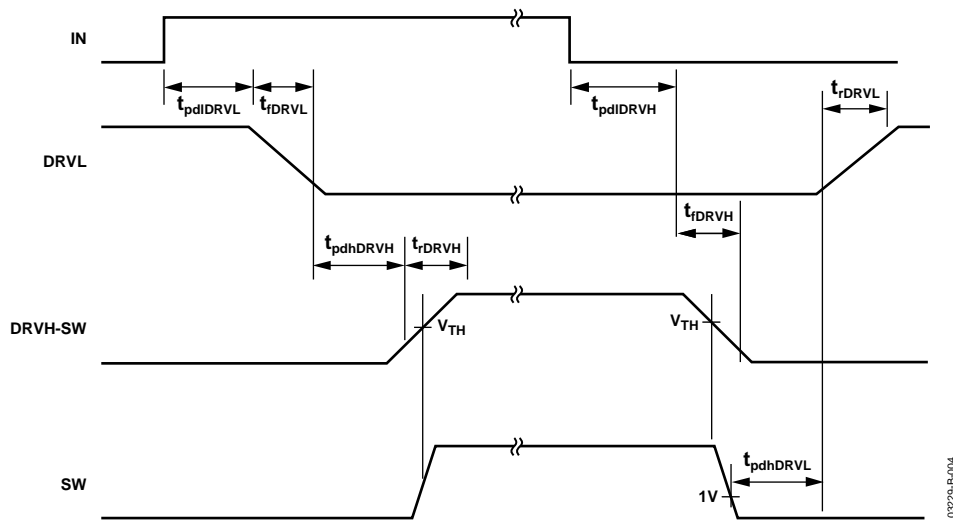 IN
tpdlDRVL
tfDRVL
tpdlDRVH
trDRVL
DRVL
tfDRVH
tpdhDRVH
trDRVH
DRVH-SW
VTH
VTH
tpdhDRVL
SW
1V
03229-B-004